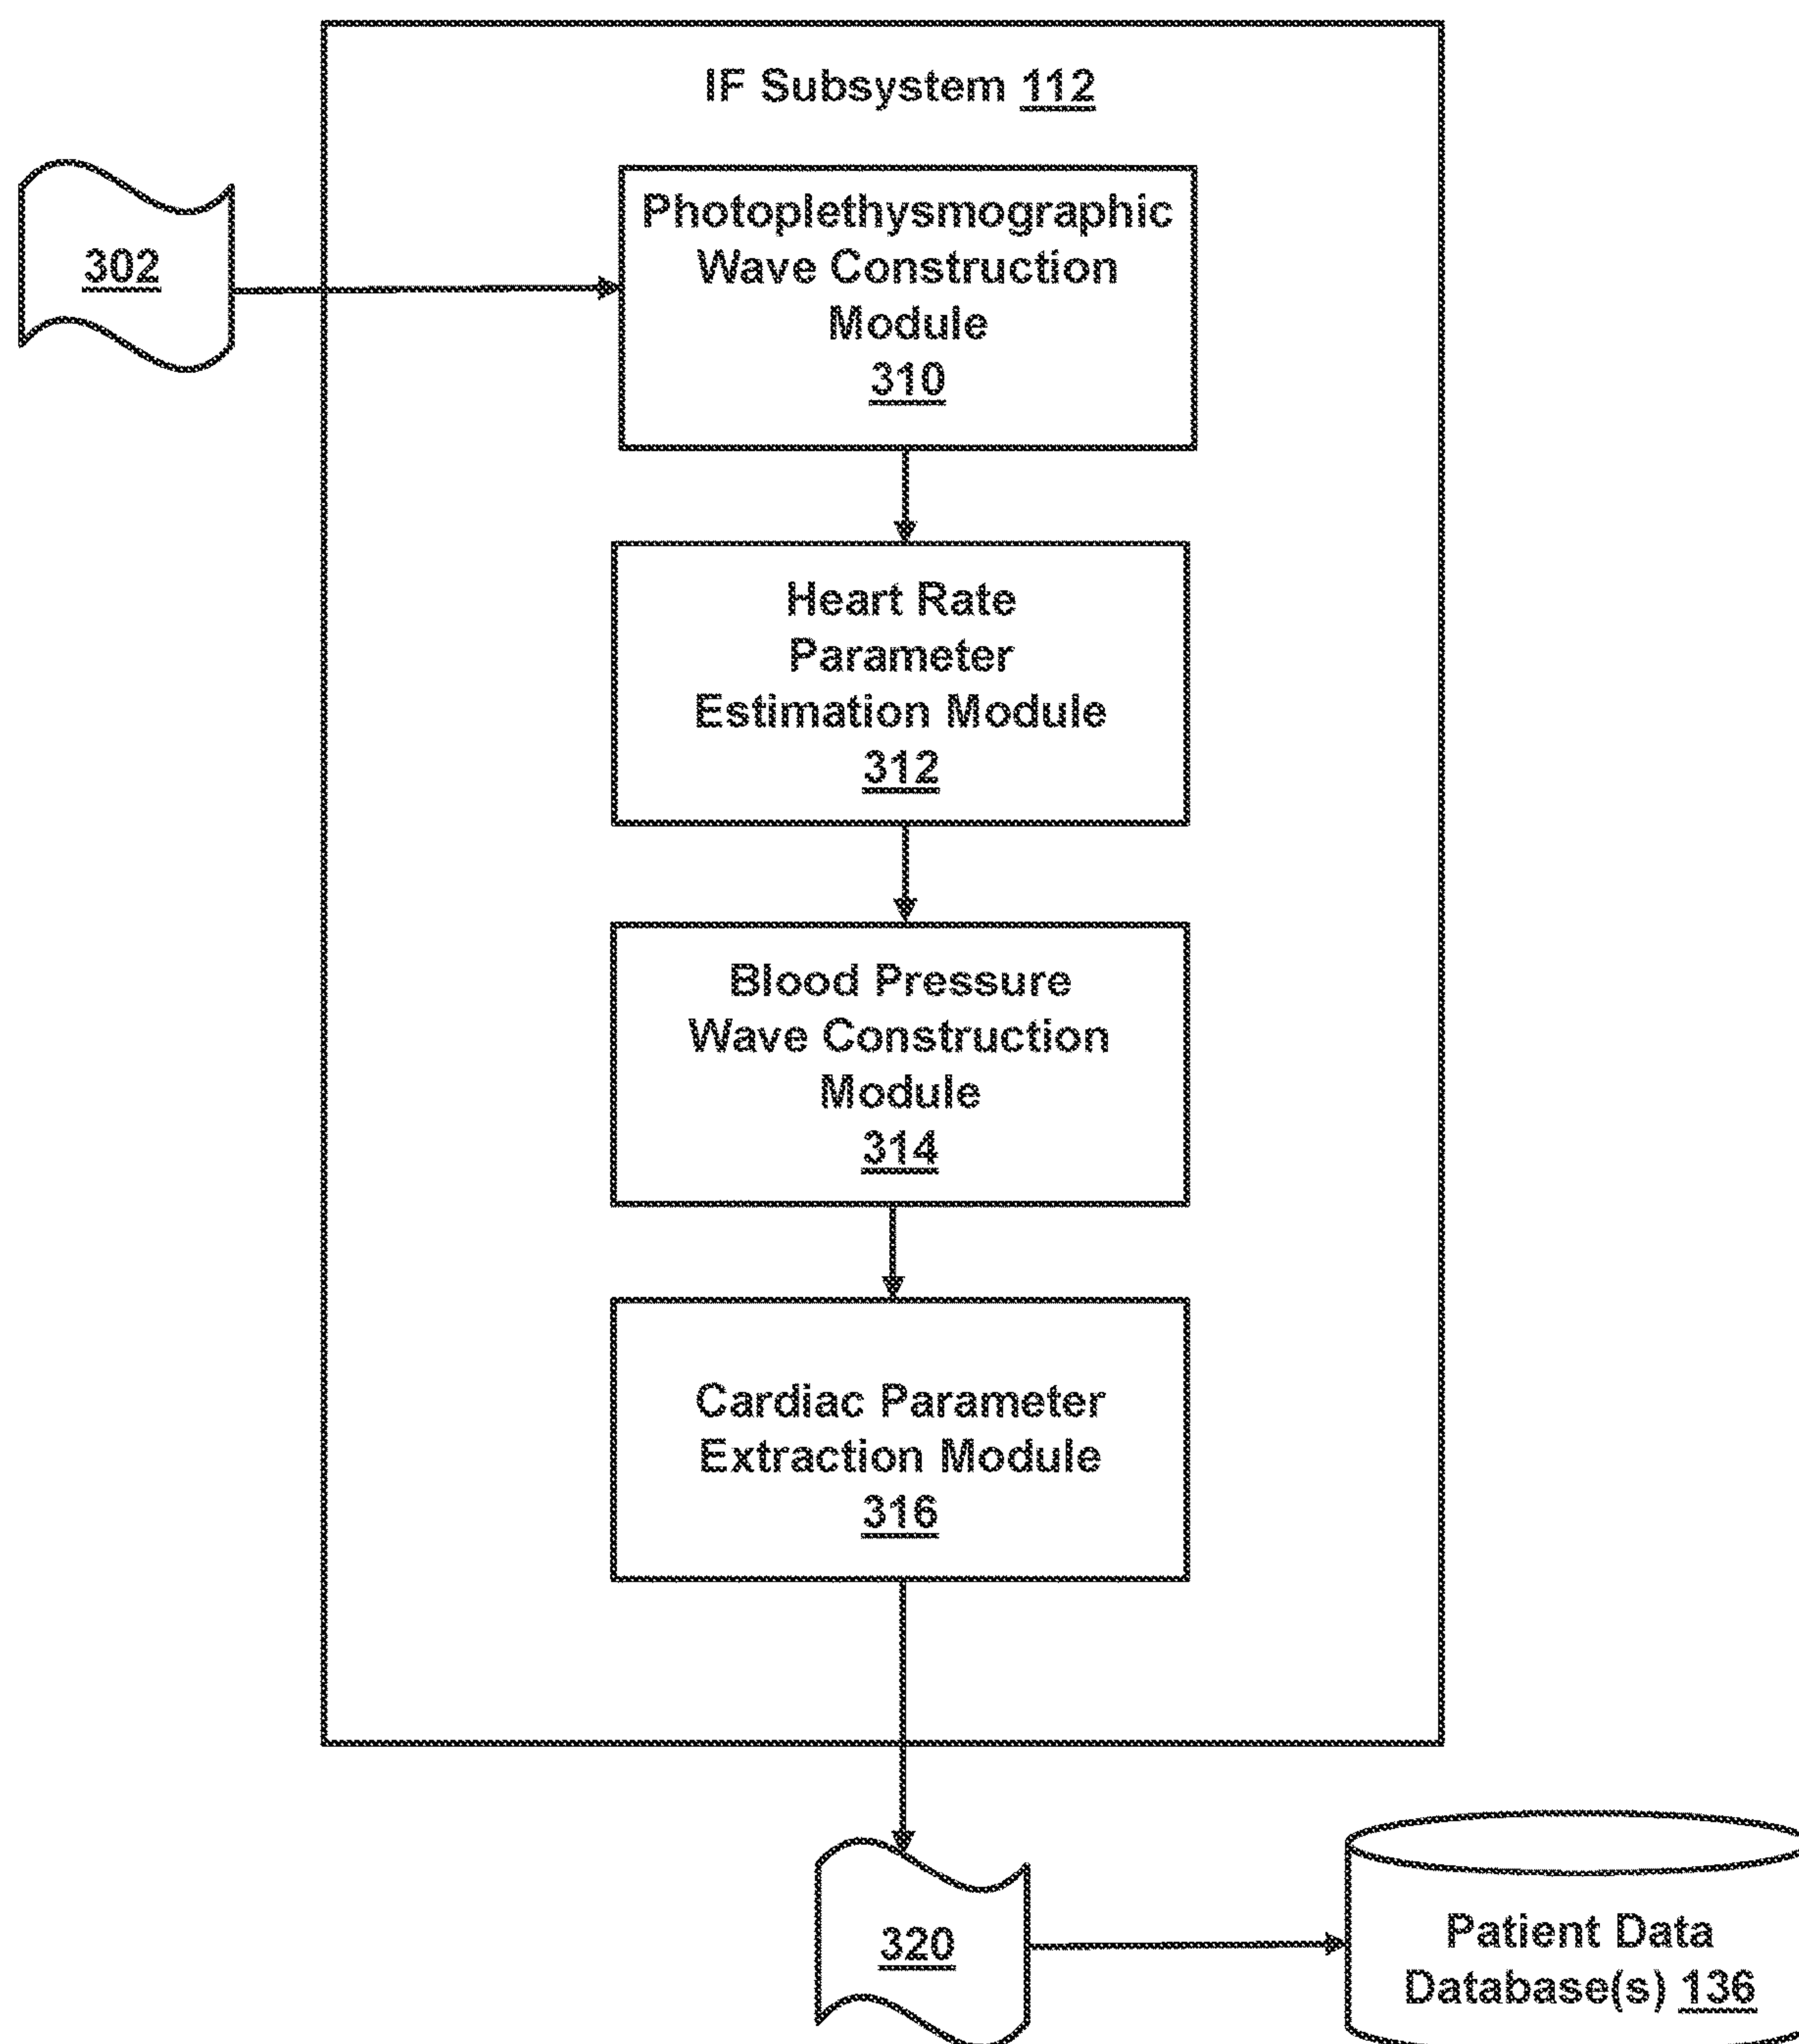 IF Subsystem 112
302
Photoplethysmographic
Wave Construction
Module
310
Heart Rate
Parameter
Estimation Module
312
Blood Pressure
Wave Construction
Module
314
Cardiac Parameter
Extraction Module
316
320
Patient Data
Database(s) 136